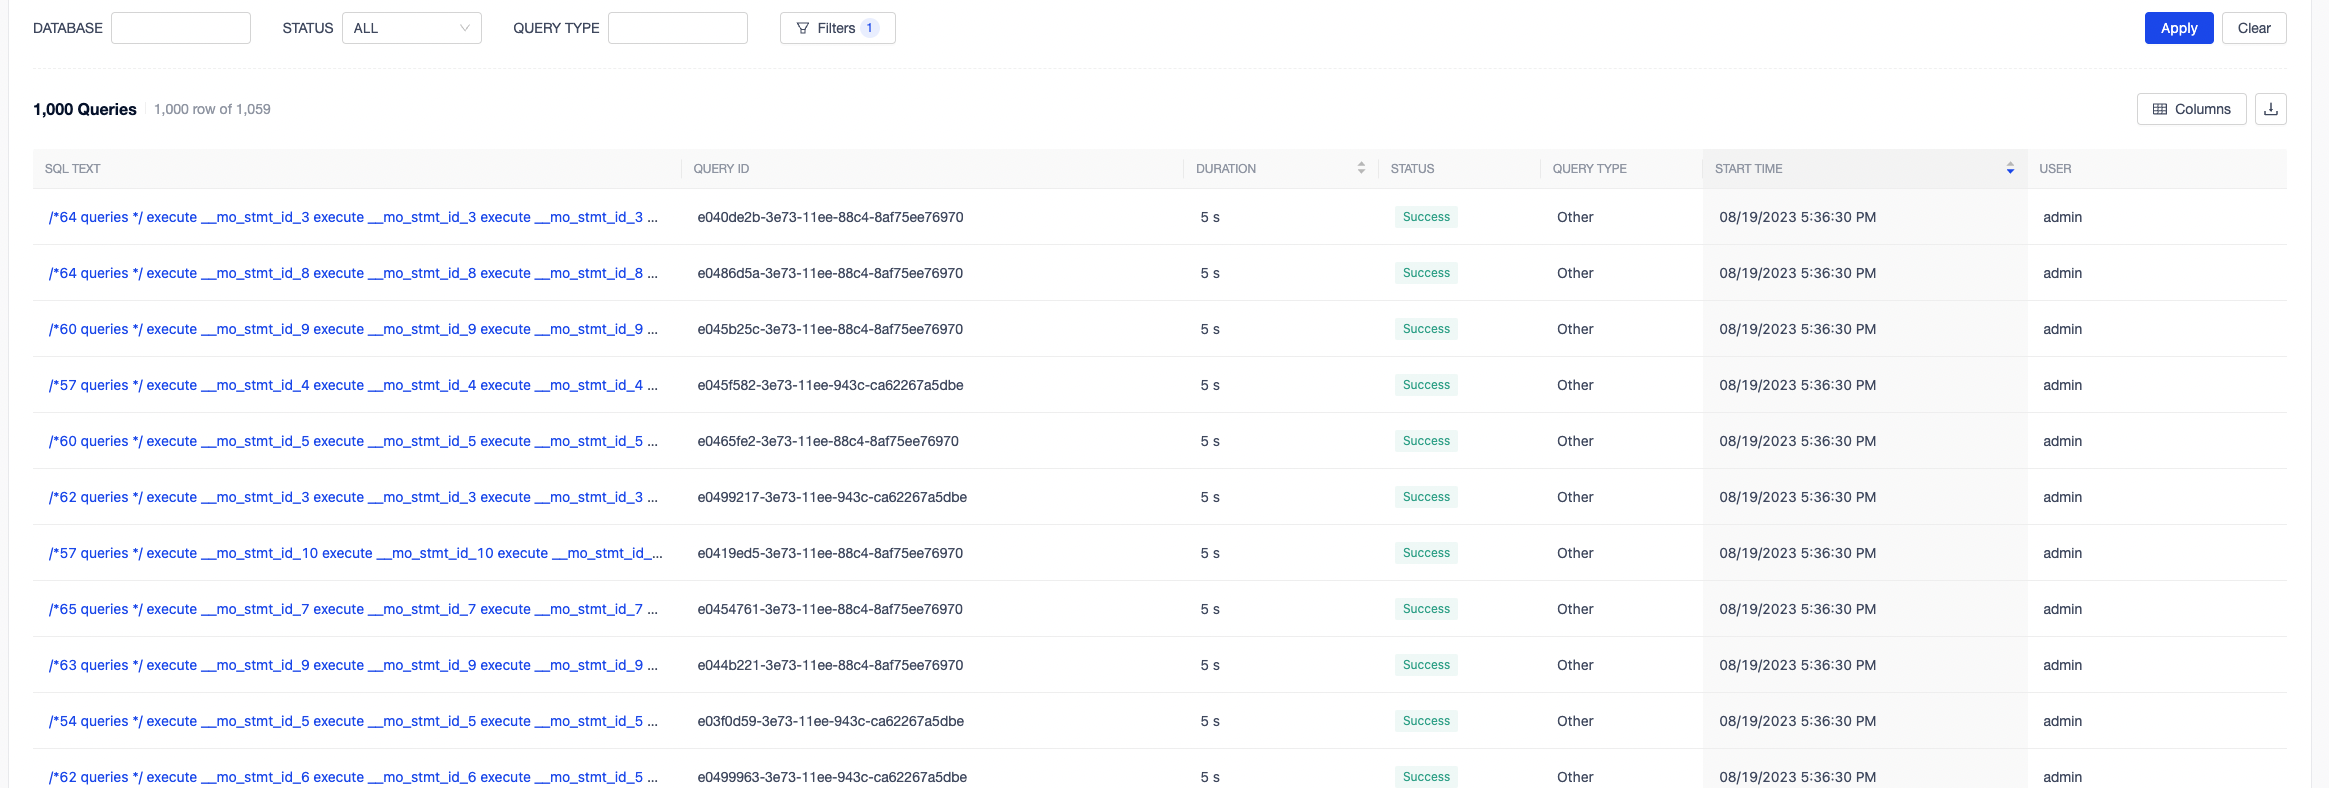 DATABASE STATUS ALL QUERY TYPE Filters 1 Apply Clear
1,000 Queries 1,000 row of 1,059 Columns
SQL TEXT QUERY ID DURATION STATUS QUERY TYPE START TIME USER
/*64 queries */ execute __mo_stmt_id_3 execute __mo_stmt_id_3 execute __mo_stmt_id_3 ... e040de2b-3e73-11ee-88c4-8af75ee76970 5 s Success Other 08/19/2023 5:36:30 PM admin
/*64 queries */ execute __mo_stmt_id_8 execute __mo_stmt_id_8 execute __mo_stmt_id_8 ... e0486d5a-3e73-11ee-88c4-8af75ee76970 5 s Success Other 08/19/2023 5:36:30 PM admin
/*60 queries */ execute __mo_stmt_id_9 execute __mo_stmt_id_9 execute __mo_stmt_id_9 ... e045b25c-3e73-11ee-88c4-8af75ee76970 5 s Success Other 08/19/2023 5:36:30 PM admin
/*57 queries */ execute __mo_stmt_id_4 execute __mo_stmt_id_4 execute __mo_stmt_id_4 ... e045f582-3e73-11ee-943c-ca62267a5dbe 5 s Success Other 08/19/2023 5:36:30 PM admin
/*60 queries */ execute __mo_stmt_id_5 execute __mo_stmt_id_5 execute __mo_stmt_id_5 ... e0465fe2-3e73-11ee-88c4-8af75ee76970 5 s Success Other 08/19/2023 5:36:30 PM admin
/*62 queries */ execute __mo_stmt_id_3 execute __mo_stmt_id_3 execute __mo_stmt_id_3 ... e0499217-3e73-11ee-943c-ca62267a5dbe 5 s Success Other 08/19/2023 5:36:30 PM admin
/*57 queries */ execute __mo_stmt_id_10 execute __mo_stmt_id_10 execute __mo_stmt_id_... e0419ed5-3e73-11ee-88c4-8af75ee76970 5 s Success Other 08/19/2023 5:36:30 PM admin
/*65 queries */ execute __mo_stmt_id_7 execute __mo_stmt_id_7 execute __mo_stmt_id_7 ... e0454761-3e73-11ee-88c4-8af75ee76970 5 s Success Other 08/19/2023 5:36:30 PM admin
/*63 queries */ execute __mo_stmt_id_9 execute __mo_stmt_id_9 execute __mo_stmt_id_9 ... e044b221-3e73-11ee-88c4-8af75ee76970 5 s Success Other 08/19/2023 5:36:30 PM admin
/*54 queries */ execute __mo_stmt_id_5 execute __mo_stmt_id_5 execute __mo_stmt_id_5 ... e03f0d59-3e73-11ee-943c-ca62267a5dbe 5 s Success Other 08/19/2023 5:36:30 PM admin
/*62 queries */ execute __mo_stmt_id_6 execute __mo_stmt_id_6 execute __mo_stmt_id_5 ... e0499963-3e73-11ee-943c-ca62267a5dbe 5 s Success Other 08/19/2023 5:36:30 PM admin